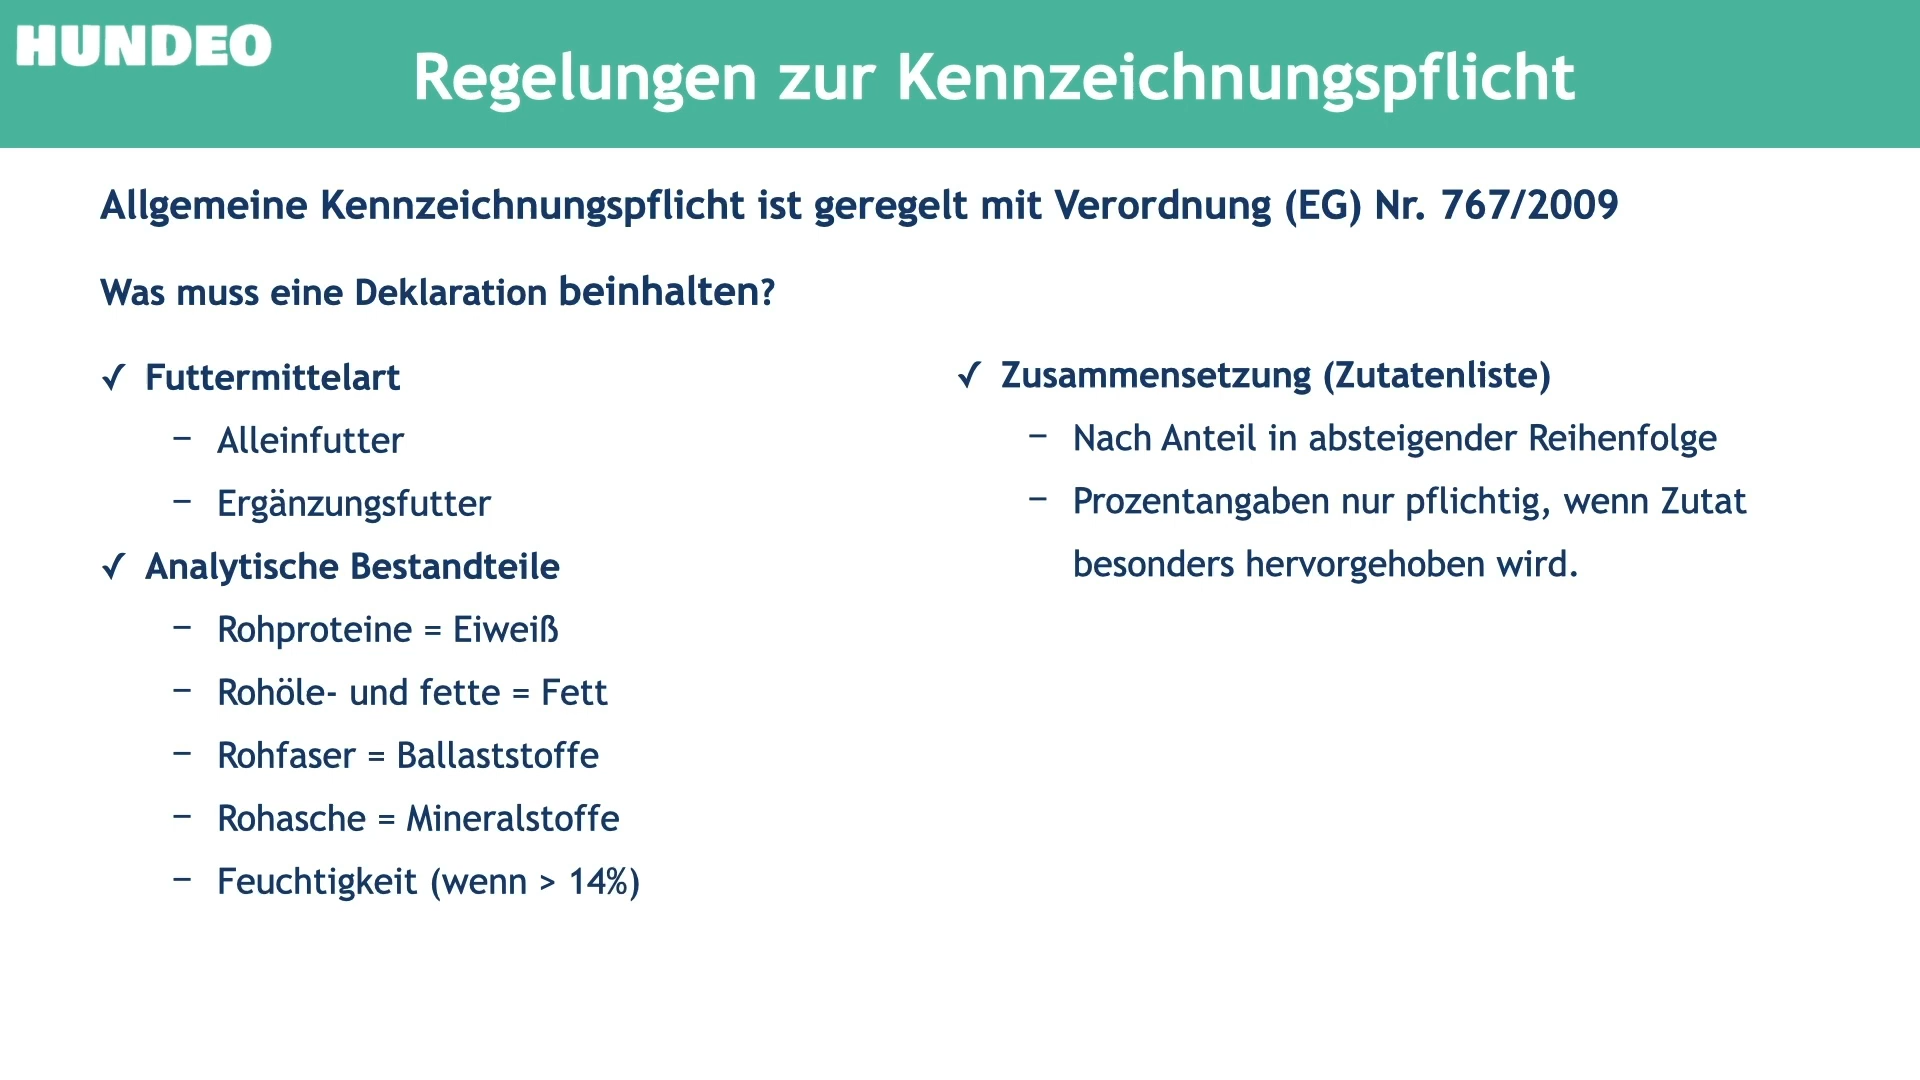 HUNDEO
Regelungen zur Kennzeichnungspflicht
Allgemeine Kennzeichnungspflicht ist geregelt mit Verordnung (EG) Nr. 767/2009
Was muss eine Deklaration beinhalten?
✓ Futtermittelart
– Alleinfutter
– Ergänzungsfutter
✓ Analytische Bestandteile
– Rohproteine = Eiweiß
– Rohöle- und fette = Fett
– Rohfaser = Ballaststoffe
– Rohasche = Mineralstoffe
– Feuchtigkeit (wenn > 14%)
✓ Zusammensetzung (Zutatenliste)
– Nach Anteil in absteigender Reihenfolge
– Prozentangaben nur pflichtig, wenn Zutat
besonders hervorgehoben wird.